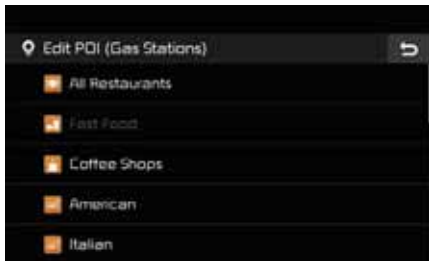 Edit POI (Gas Stations)
All Restaurants
Fast Food
Coffee Shops
American
Italian